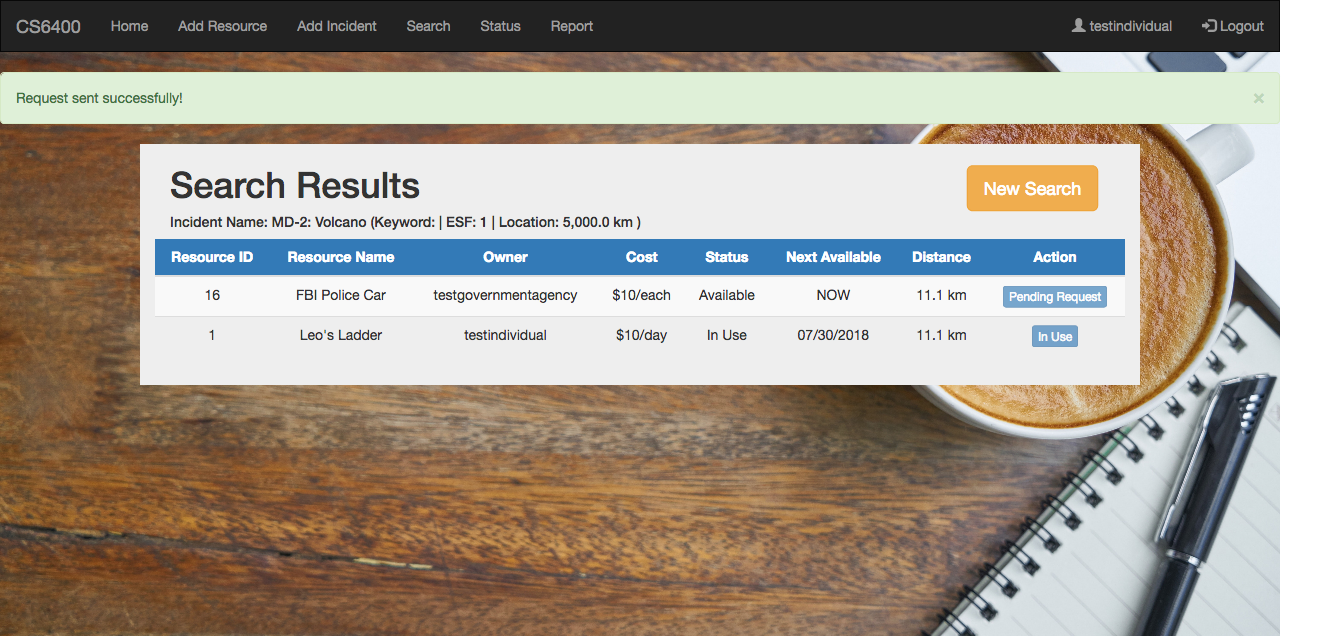 CS6400 Home Add Resource Add Incident Search Status Report testindividual Logout
Request sent successfully! ×
Search Results
New Search
Incident Name: MD-2: Volcano (Keyword: | ESF: 1 | Location: 5,000.0 km )
Resource ID Resource Name Owner Cost Status Next Available Distance Action
16 FBI Police Car testgovernmentagency $10/each Available NOW 11.1 km Pending Request
1 Leo's Ladder testindividual $10/day In Use 07/30/2018 11.1 km In Use